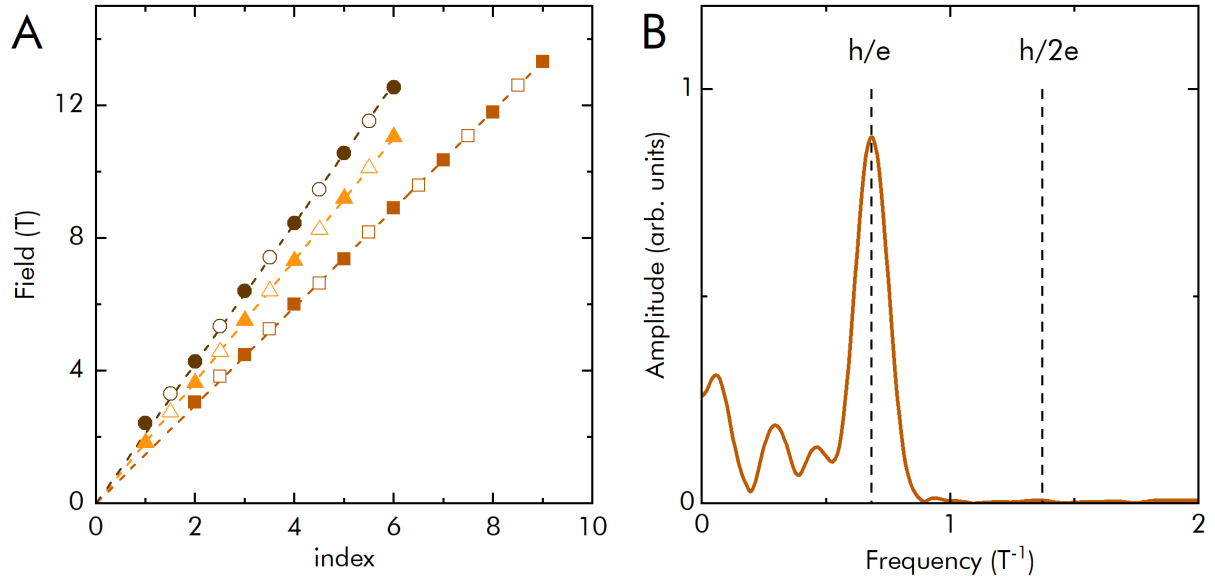 A
Field (T)
12
8
4
0
0 2 4 6 8 10
index
B
h/e h/2e
Amplitude (arb. units)
1
0
0 1 2
Frequency (T⁻¹)